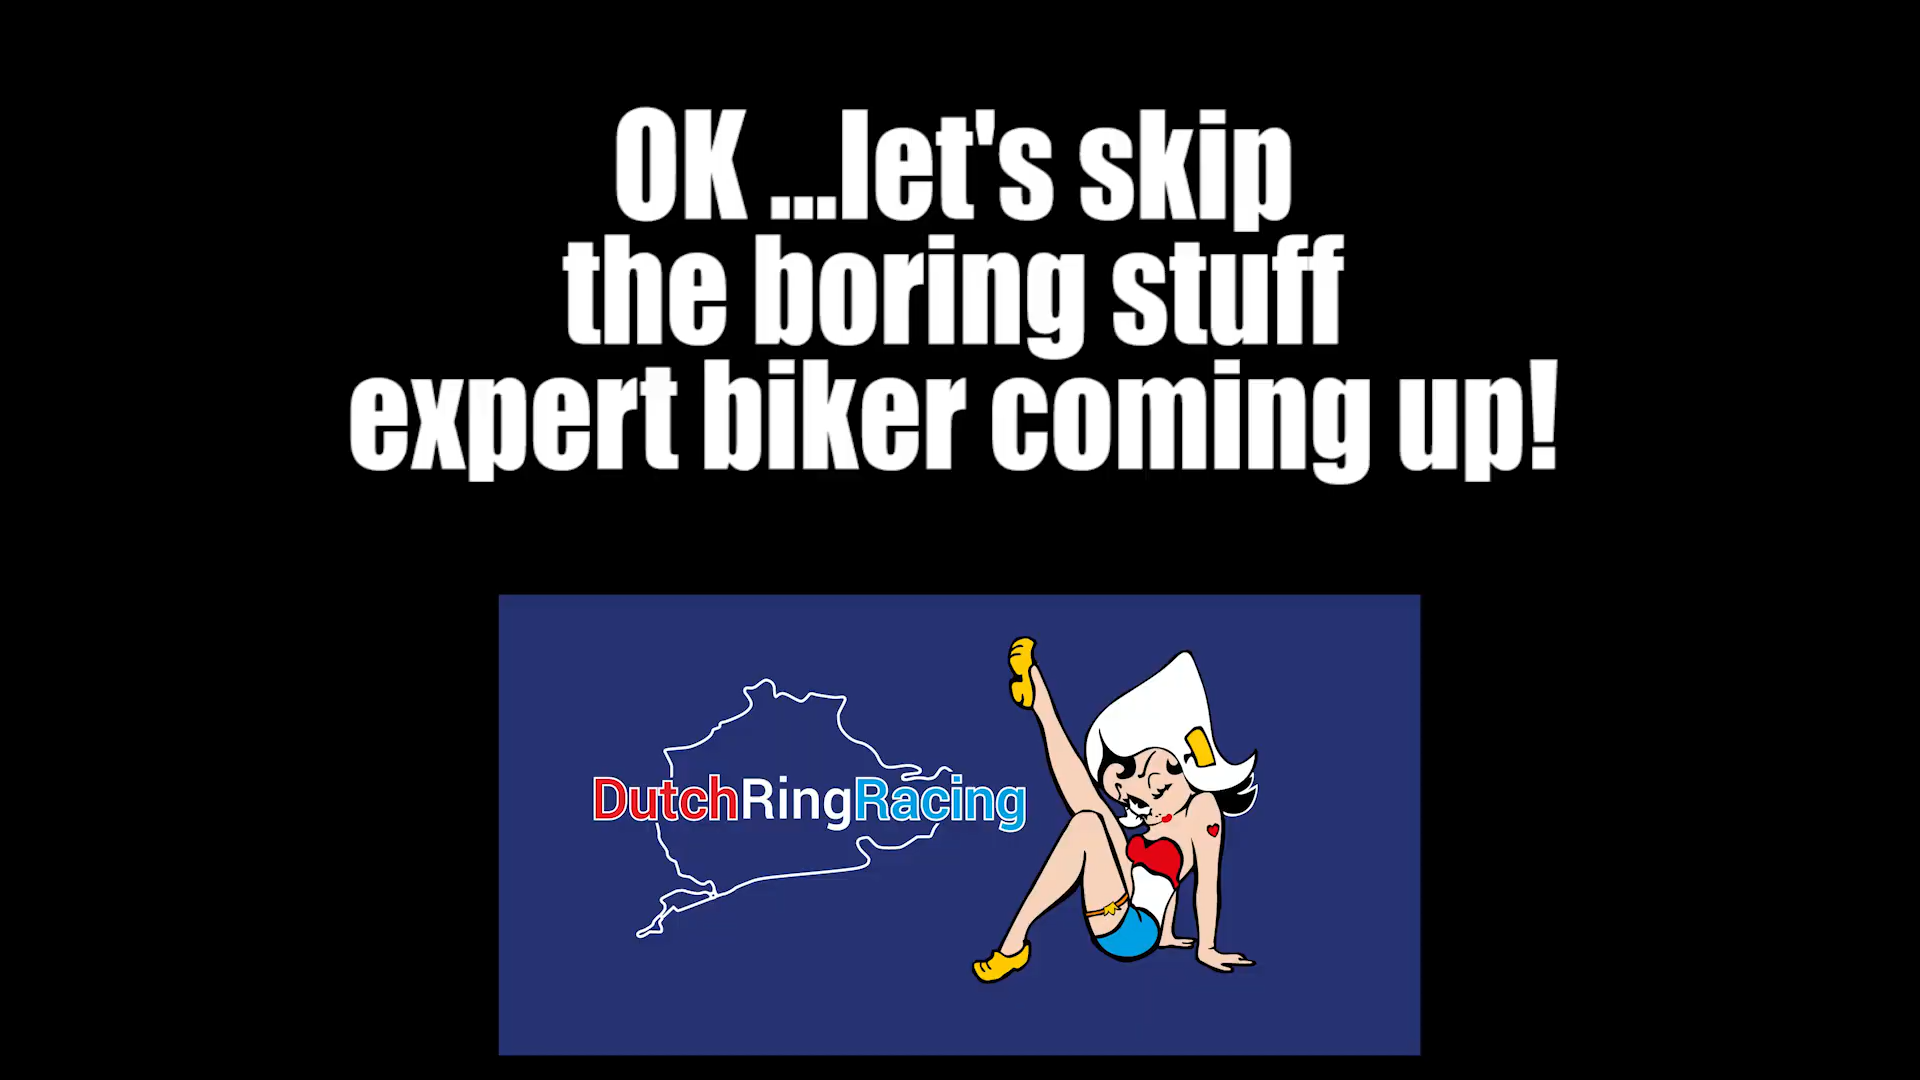 OK ...let's skip
the boring stuff
expert biker coming up!
DutchRingRacing